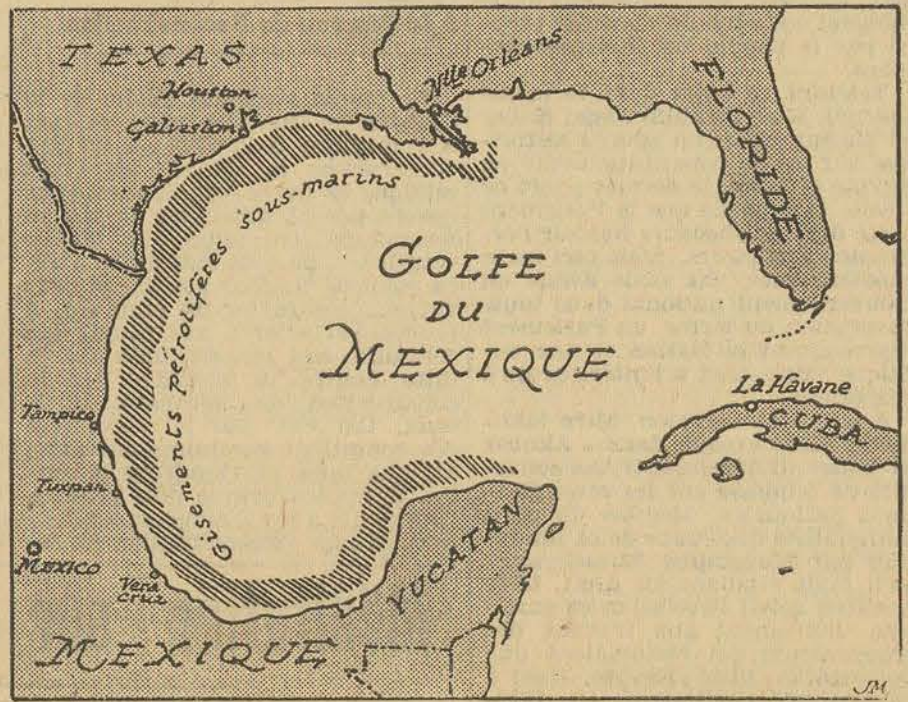 TEXAS
Houston
Galveston
Nlle Orléans
FLORIDE
Gisements Pétrolifères sous-marins
GOLFE
DU
MEXIQUE
La Havane
CUBA
Tampico
Tuxpan
MEXICO
Vera
Cruz
YUCATAN
MEXIQUE
JM